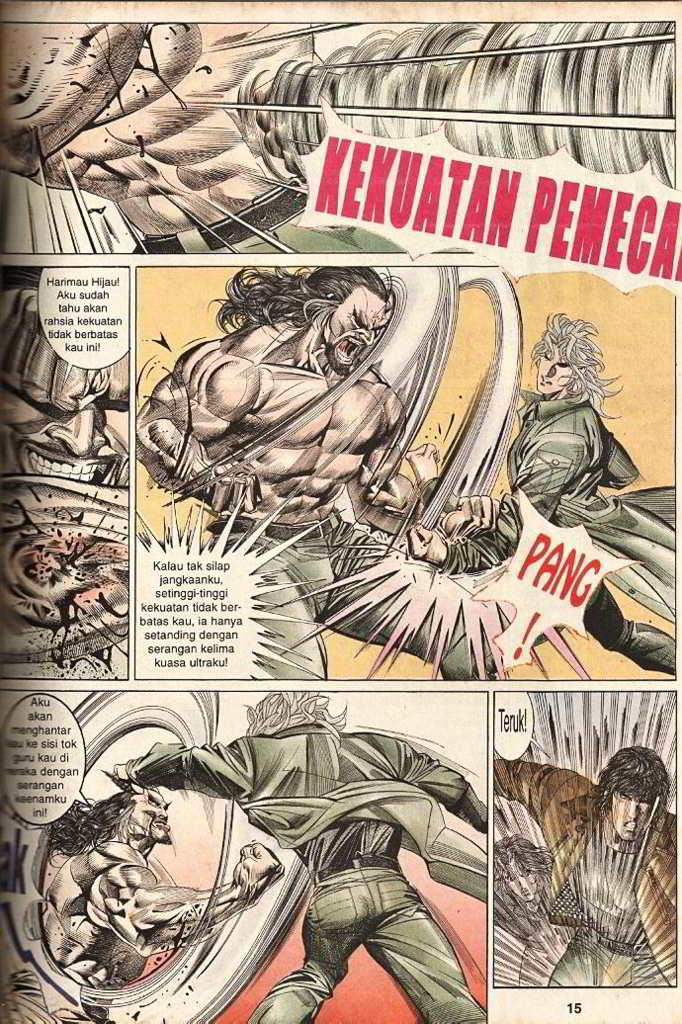 KEKUATAN PEMECA
Harimau Hijau!
Aku sudah
tahu akan
rahsia kekuatan
tidak berbatas
kau ini!
Kalau tak silap
jangkaanku,
setinggi-tinggi
kekuatan tidak ber-
batas kau, ia hanya
setanding dengan
serangan kelima
kuasa ultraku!
PANG
!
Aku
akan
menghantar
kau ke sisi tok
guru kau di
neraka dengan
serangan
keenamku
ini!
Teruk!
15